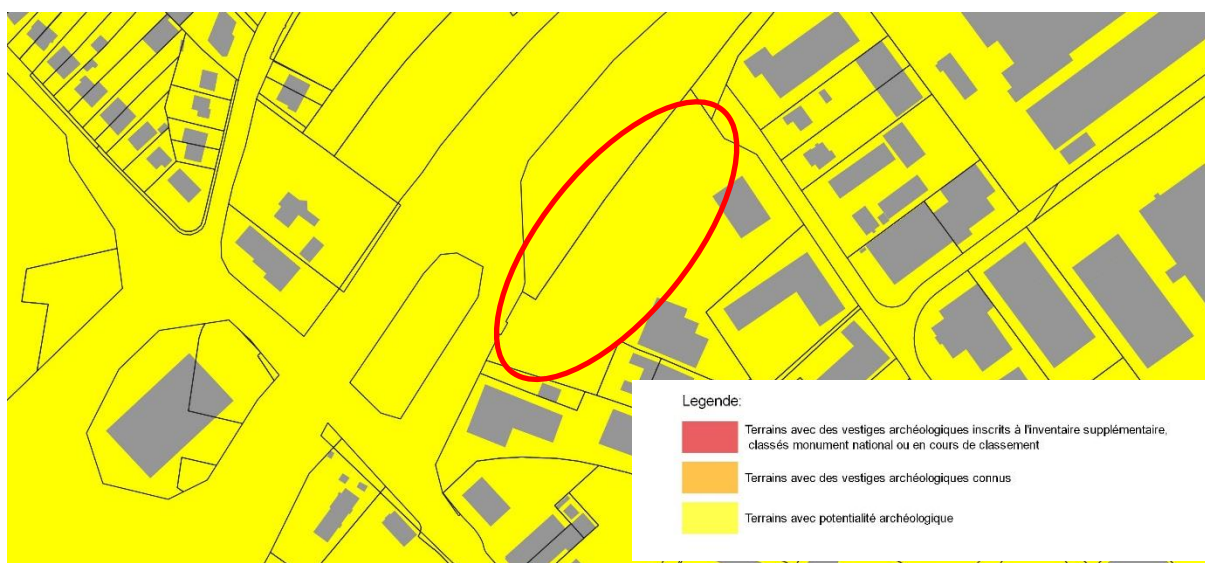 Legende:
Terrains avec des vestiges archéologiques inscrits à l'inventaire supplémentaire,
classés monument national ou en cours de classement
Terrains avec des vestiges archéologiques connus
Terrains avec potentialité archéologique